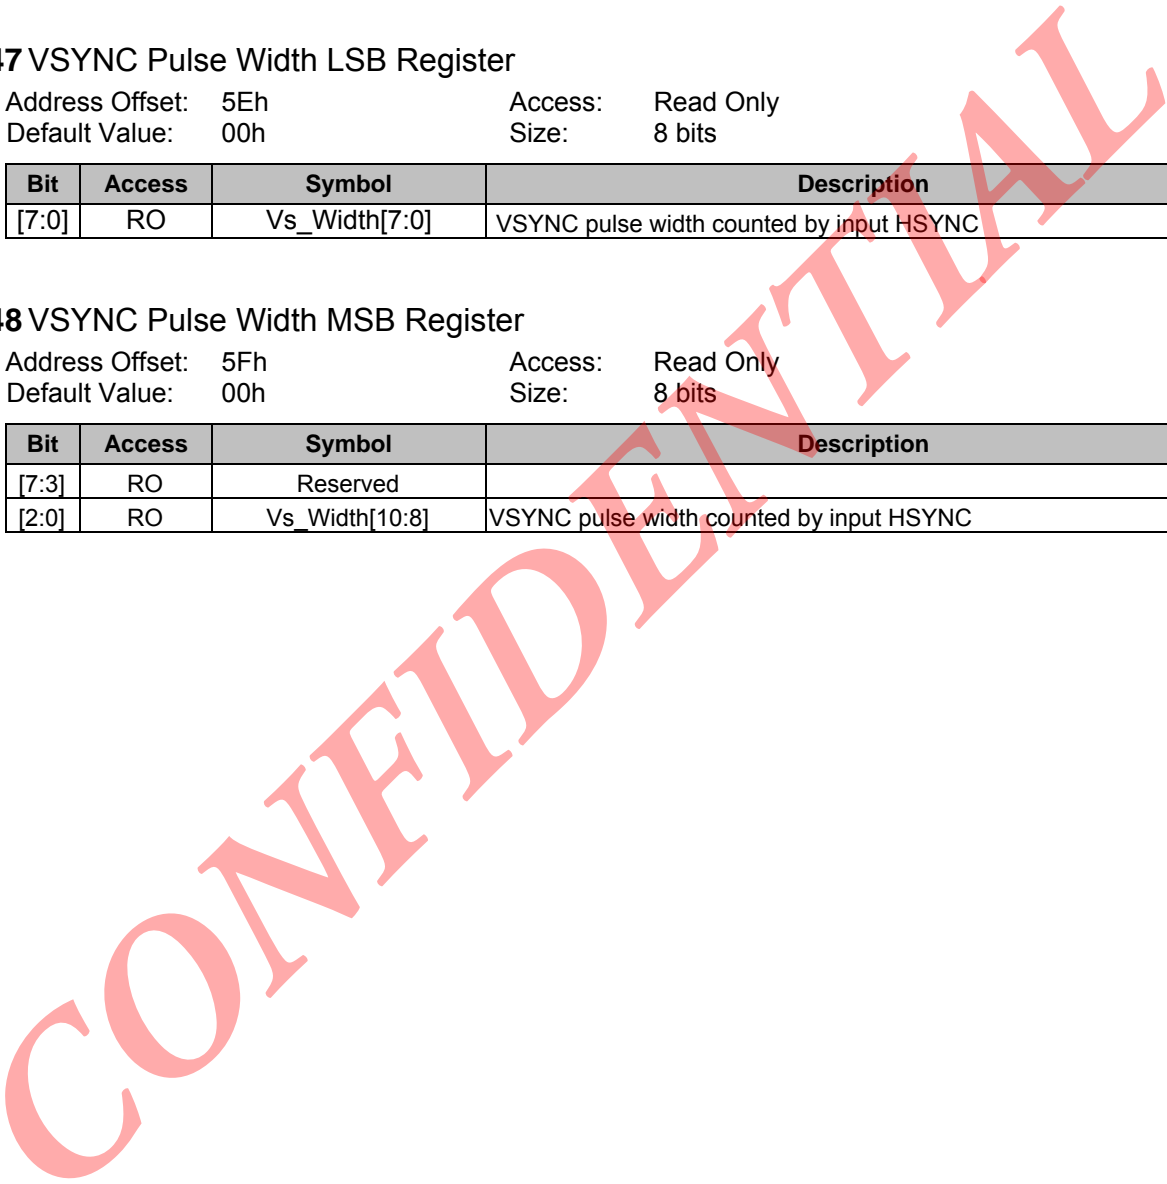 47 VSYNC Pulse Width LSB Register
Address Offset: 5Eh Access: Read Only
Default Value: 00h Size: 8 bits
Bit Access Symbol Description
[7:0] RO Vs_Width[7:0] VSYNC pulse width counted by input HSYNC
48 VSYNC Pulse Width MSB Register
Address Offset: 5Fh Access: Read Only
Default Value: 00h Size: 8 bits
Bit Access Symbol Description
[7:3] RO Reserved
[2:0] RO Vs_Width[10:8] VSYNC pulse width counted by input HSYNC
CONFIDENTIAL